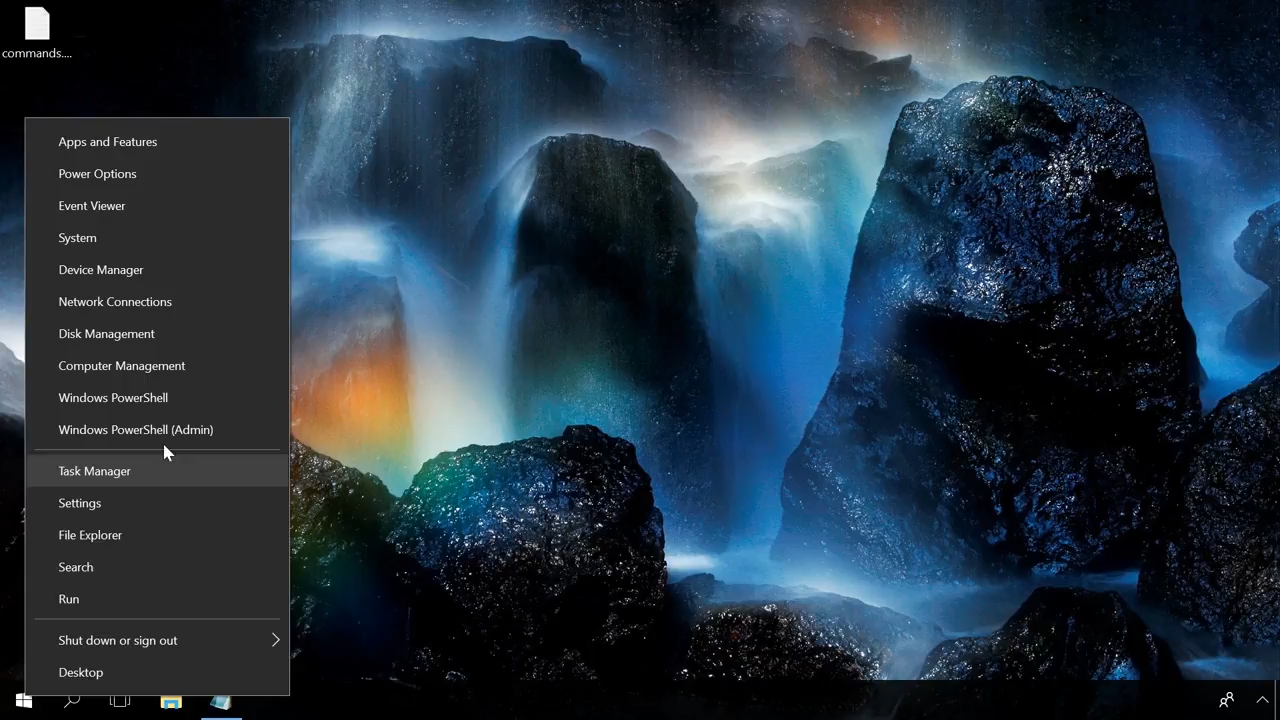 commands....
Apps and Features
Power Options
Event Viewer
System
Device Manager
Network Connections
Disk Management
Computer Management
Windows PowerShell
Windows PowerShell (Admin)
Task Manager
Settings
File Explorer
Search
Run
Shut down or sign out
Desktop